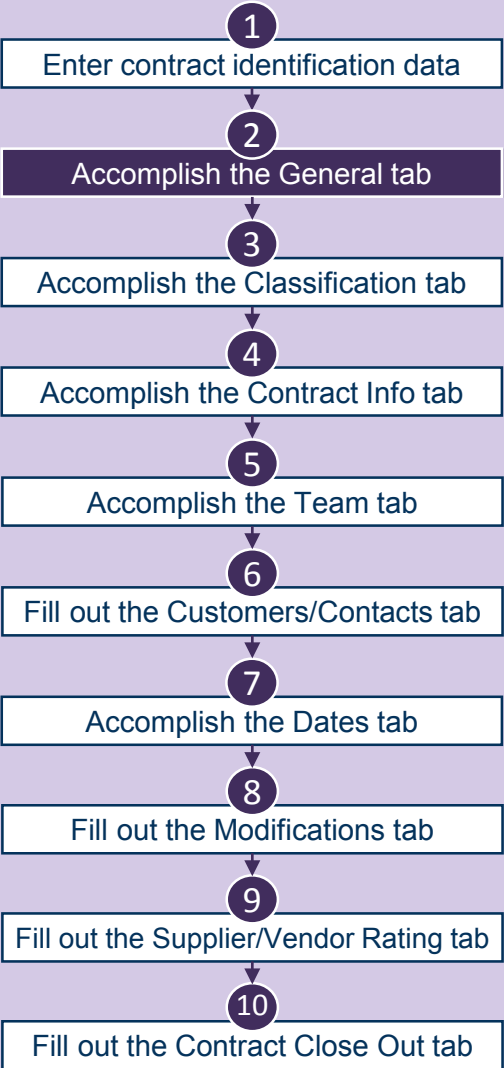 1
Enter contract identification data
2
Accomplish the General tab
3
Accomplish the Classification tab
4
Accomplish the Contract Info tab
5
Accomplish the Team tab
6
Fill out the Customers/Contacts tab
7
Accomplish the Dates tab
8
Fill out the Modifications tab
9
Fill out the Supplier/Vendor Rating tab
10
Fill out the Contract Close Out tab